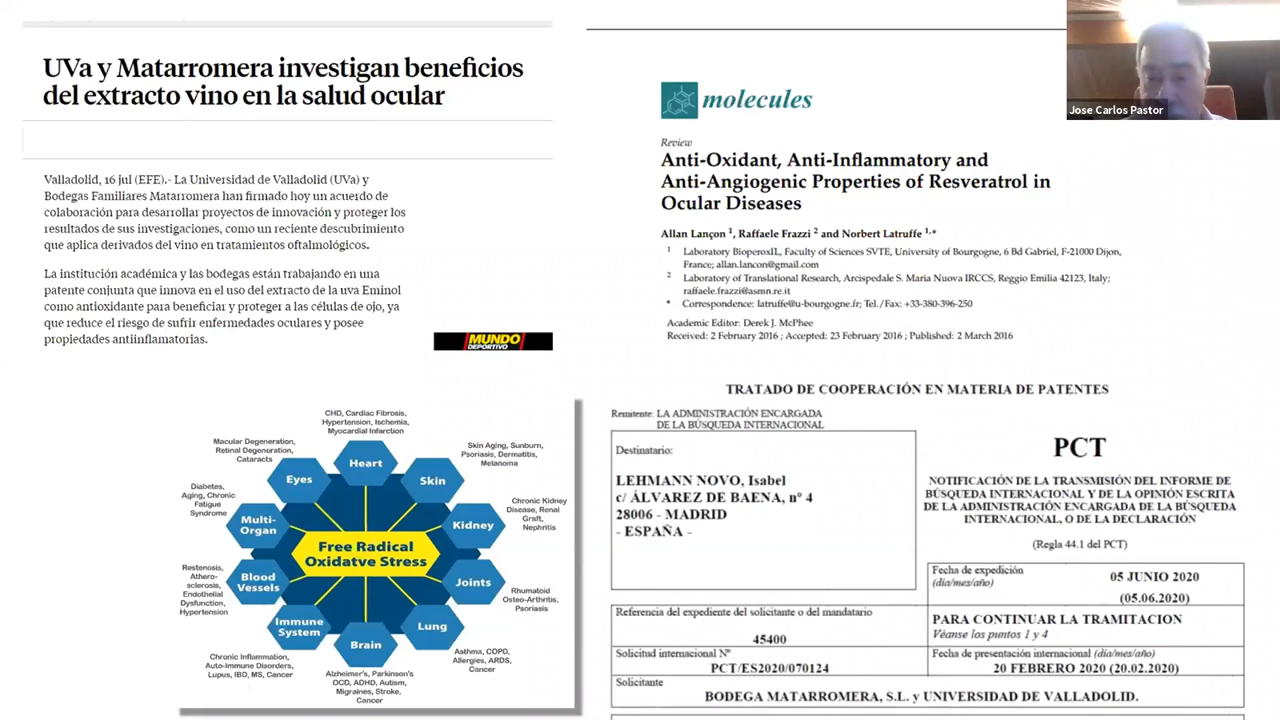 UVa y Matarromera investigan beneficios
del extracto vino en la salud ocular
Valladolid, 16 jul (EFE).- La Universidad de Valladolid (UVa) y
Bodegas Familiares Matarromera han firmado hoy un acuerdo de
colaboración para desarrollar proyectos de innovación y proteger los
resultados de sus investigaciones, como un reciente descubrimiento
que aplica derivados del vino en tratamientos oftalmológicos.
La institución académica y las bodegas están trabajando en una
patente conjunta que innova en el uso del extracto de la uva Eminol
como antioxidante para beneficiar y proteger a las células de ojo, ya
que reduce el riesgo de sufrir enfermedades oculares y posee
propiedades antiinflamatorias.
MUNDO
DEPORTIVO
molecules
Jose Carlos Pastor
Review
Anti-Oxidant, Anti-Inflammatory and
Anti-Angiogenic Properties of Resveratrol in
Ocular Diseases
Allan Lançon 1, Raffaele Frazzi 2 and Norbert Latruffe 1,*
1 Laboratory BioperoxIL, Faculty of Sciences SVTE, University of Bourgogne, 6 Bd Gabriel, F-21000 Dijon,
France; allan.lancon@gmail.com
2 Laboratory of Translational Research, Arcispedale S. Maria Nuova IRCCS, Reggio Emilia 42123, Italy;
raffaele.frazzi@asmn.re.it
* Correspondence: latruffe@u-bourgogne.fr; Tel./Fax: +33-380-396-250
Academic Editor: Derek J. McPhee
Received: 2 February 2016; Accepted: 23 February 2016; Published: 2 March 2016
CHD, Cardiac Fibrosis,
Hypertension, Ischemia,
Myocardial Infarction
Heart
Skin Aging, Sunburn,
Psoriasis, Dermatitis,
Melanoma
Skin
Chronic Kidney
Disease, Renal
Graft,
Nephritis
Kidney
Joints
Rhumatoid
Osteo-Arthritis,
Psoriasis
Lung
Asthma, COPD,
Allergies, ARDS,
Cancer
Brain
Alzheimer's, Parkinson's
OCD, ADHD, Autism,
Migraines, Stroke,
Cancer
Immune
System
Chronic Inflammation,
Auto-Immune Disorders,
Lupus, IBD, MS, Cancer
Blood
Vessels
Restenosis,
Athero-
sclerosis,
Endothelial
Dysfunction,
Hypertension
Multi-
Organ
Diabetes,
Aging, Chronic
Fatigue
Syndrome
Eyes
Macular Degeneration,
Retinal Degeneration,
Cataracts
Free Radical
Oxidatve Stress
TRATADO DE COOPERACIÓN EN MATERIA DE PATENTES
Remitente: LA ADMINISTRACIÓN ENCARGADA
DE LA BÚSQUEDA INTERNACIONAL
Destinatario:
LEHMANN NOVO, Isabel
c/ ÁLVAREZ DE BAENA, nº 4
28006 - MADRID
- ESPAÑA -
PCT
NOTIFICACIÓN DE LA TRANSMISIÓN DEL INFORME DE
BÚSQUEDA INTERNACIONAL Y DE LA OPINIÓN ESCRITA
DE LA ADMINISTRACIÓN ENCARGADA DE LA BÚSQUEDA
INTERNACIONAL, O DE LA DECLARACIÓN
(Regla 44.1 del PCT)
Fecha de expedición
(día/mes/año)
05 JUNIO 2020
(05.06.2020)
Referencia del expediente del solicitante o del mandatario
45400
PARA CONTINUAR LA TRAMITACION
Véanse los puntos 1 y 4
Solicitud internacional Nº
PCT/ES2020/070124
Fecha de presentación internacional (día/mes/año)
20 FEBRERO 2020 (20.02.2020)
Solicitante
BODEGA MATARROMERA, S.L. y UNIVERSIDAD DE VALLADOLID.